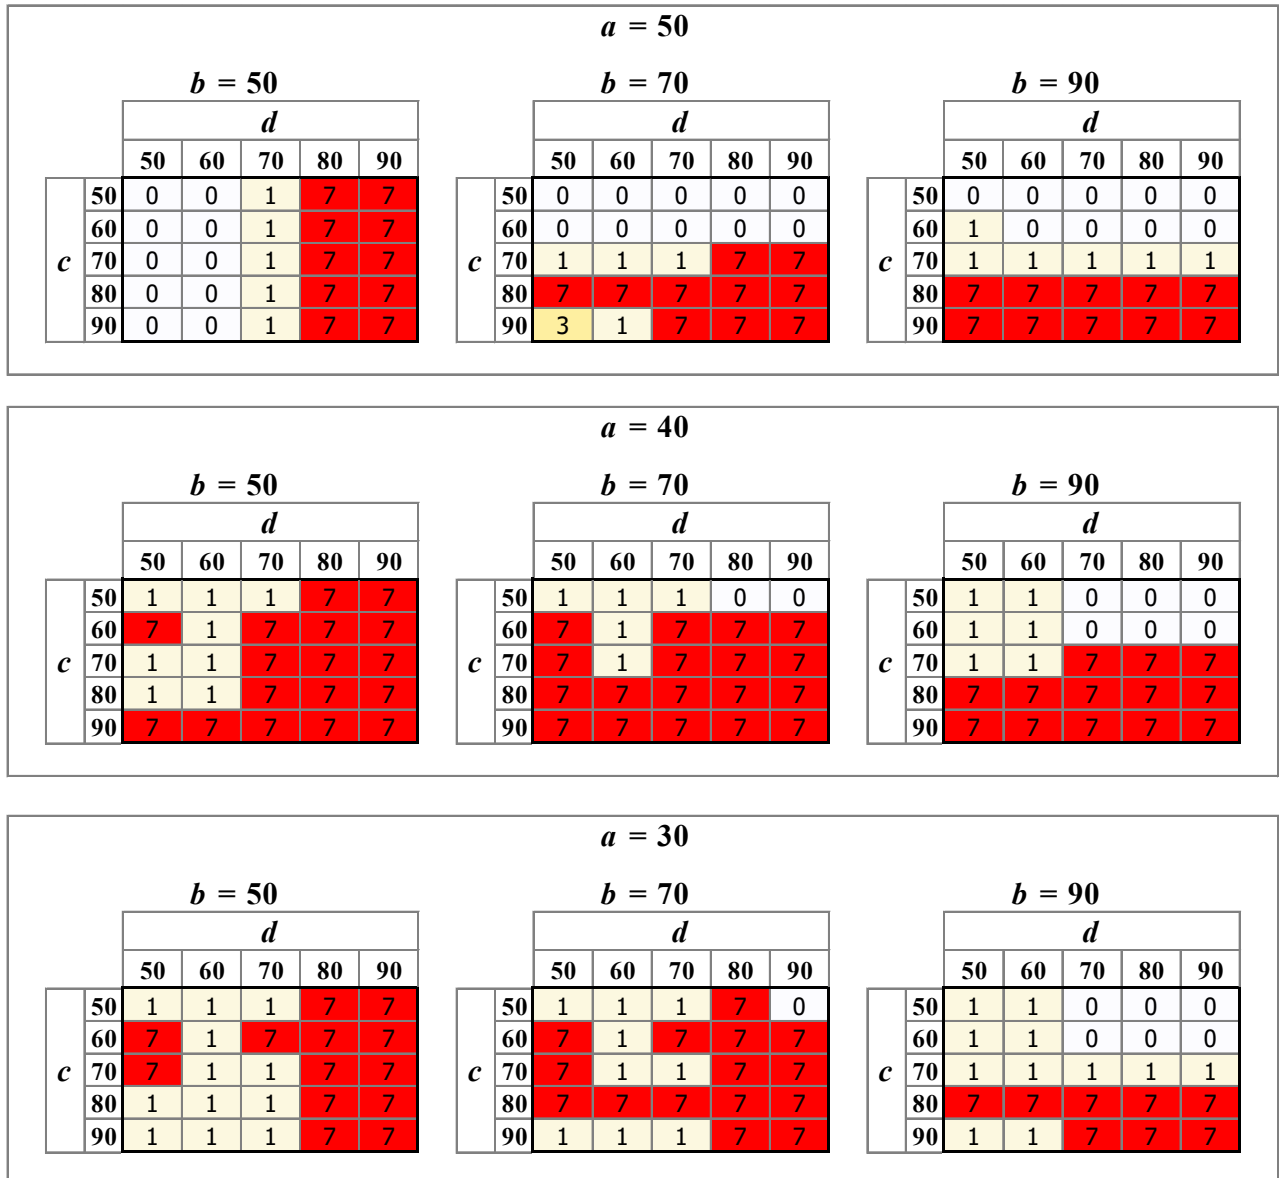 a = 50
b = 50 b = 70 b = 90
d d d
50 60 70 80 90 50 60 70 80 90 50 60 70 80 90
50 0 0 1 7 7 50 0 0 0 0 0 50 0 0 0 0 0
60 0 0 1 7 7 60 0 0 0 0 0 60 1 0 0 0 0
c 70 0 0 1 7 7 c 70 1 1 1 7 7 c 70 1 1 1 1 1
80 0 0 1 7 7 80 7 7 7 7 7 80 7 7 7 7 7
90 0 0 1 7 7 90 3 1 7 7 7 90 7 7 7 7 7
a = 40
b = 50 b = 70 b = 90
d d d
50 60 70 80 90 50 60 70 80 90 50 60 70 80 90
50 1 1 1 7 7 50 1 1 1 0 0 50 1 1 0 0 0
60 7 1 7 7 7 60 7 1 7 7 7 60 1 1 0 0 0
c 70 1 1 7 7 7 c 70 7 1 7 7 7 c 70 1 1 7 7 7
80 1 1 7 7 7 80 7 7 7 7 7 80 7 7 7 7 7
90 7 7 7 7 7 90 7 7 7 7 7 90 7 7 7 7 7
a = 30
b = 50 b = 70 b = 90
d d d
50 60 70 80 90 50 60 70 80 90 50 60 70 80 90
50 1 1 1 7 7 50 1 1 1 7 0 50 1 1 0 0 0
60 7 1 7 7 7 60 7 1 7 7 7 60 1 1 0 0 0
c 70 7 1 1 7 7 c 70 7 1 1 7 7 c 70 1 1 1 1 1
80 1 1 1 7 7 80 7 7 7 7 7 80 7 7 7 7 7
90 1 1 1 7 7 90 1 1 1 7 7 90 1 1 7 7 7